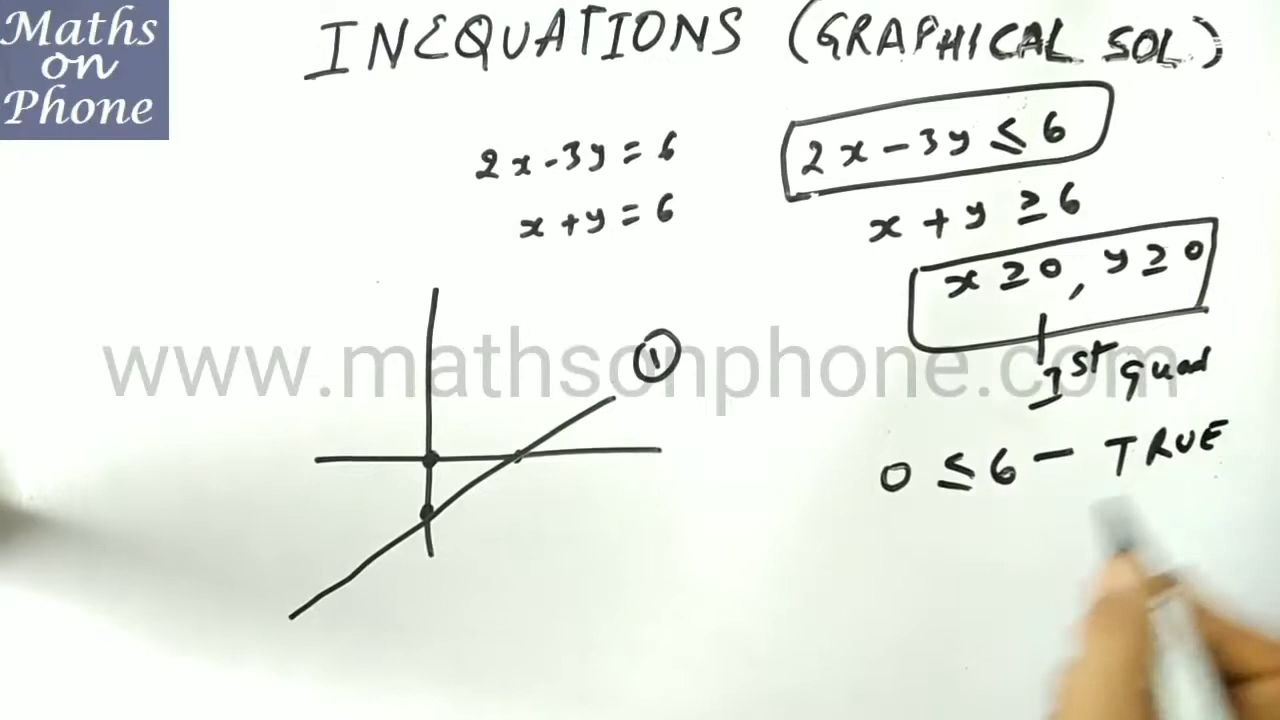 Maths
on
Phone
INEQUATIONS (GRAPHICAL SOL)
2x - 3y = 6
x + y = 6
2x - 3y ≤ 6
x + y ≥ 6
x ≥ 0, y ≥ 0
1st quad
0 ≤ 6 - TRUE
1
www.mathsonphone.com